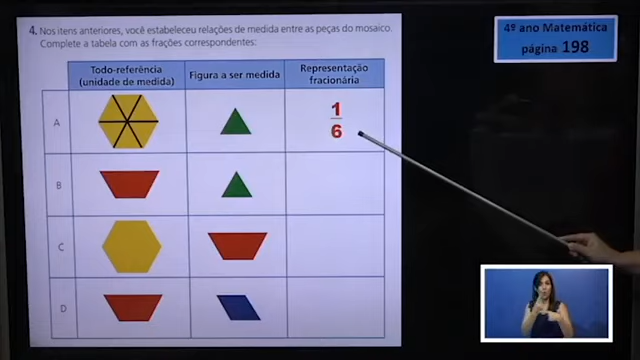 4. Nos itens anteriores, você estabeleceu relações de medida entre as peças do mosaico.
Complete a tabela com as frações correspondentes:
Todo-referência
(unidade de medida)
Figura a ser medida
Representação
fracionária
A
1
6
B
C
D
4º ano Matemática
página 198